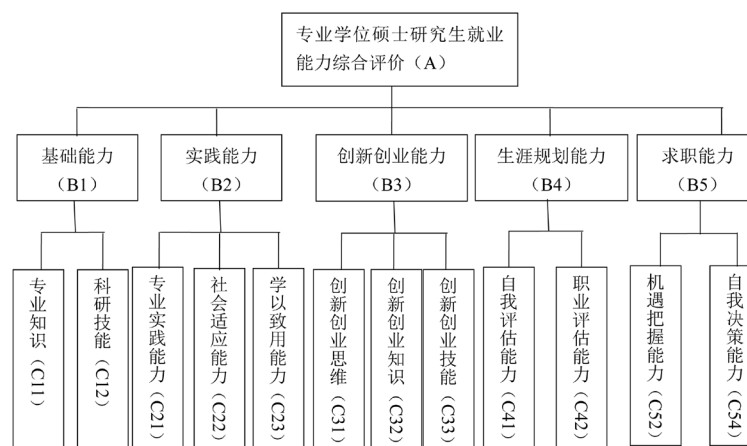 专业学位硕士研究生就业
能力综合评价（A）
基础能力
（B1）
实践能力
（B2）
创新创业能力
（B3）
生涯规划能力
（B4）
求职能力
（B5）
专业知识（C11）
科研技能（C12）
专业实践能力（C21）
社会适应能力（C22）
学以致用能力（C23）
创新创业思维（C31）
创新创业知识（C32）
创新创业技能（C33）
自我评估能力（C41）
职业评估能力（C42）
机遇把握能力（C52）
自我决策能力（C54）